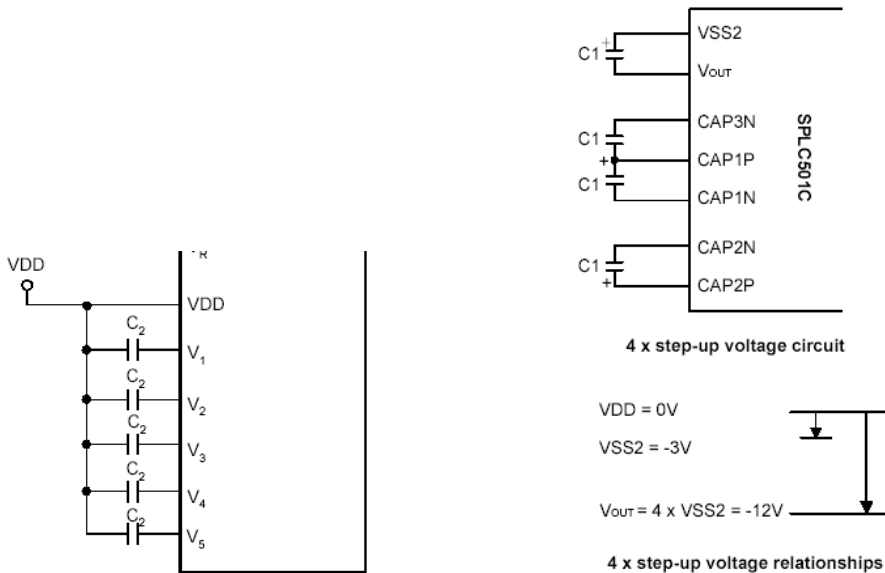 VDD
VDD
C2
V1
C2
V2
C2
V3
C2
V4
C2
V5
C1
+
VSS2
VOUT
C1
CAP3N
+
CAP1P
C1
CAP1N
C1
CAP2N
+
CAP2P
SPLC501C
4 x step-up voltage circuit
VDD = 0V
VSS2 = -3V
VOUT = 4 x VSS2 = -12V
4 x step-up voltage relationships